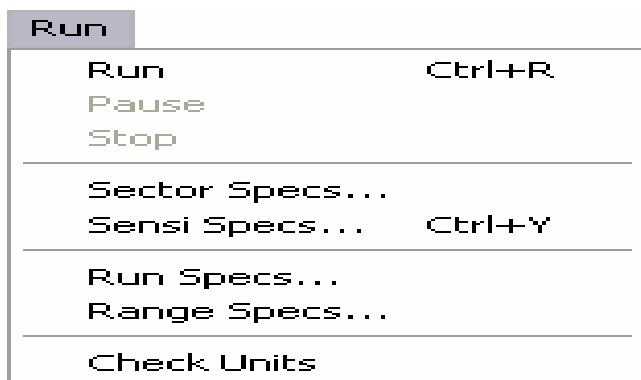 Run
Run Ctrl+R
Pause
Stop
Sector Specs...
Sensi Specs... Ctrl+Y
Run Specs...
Range Specs...
Check Units